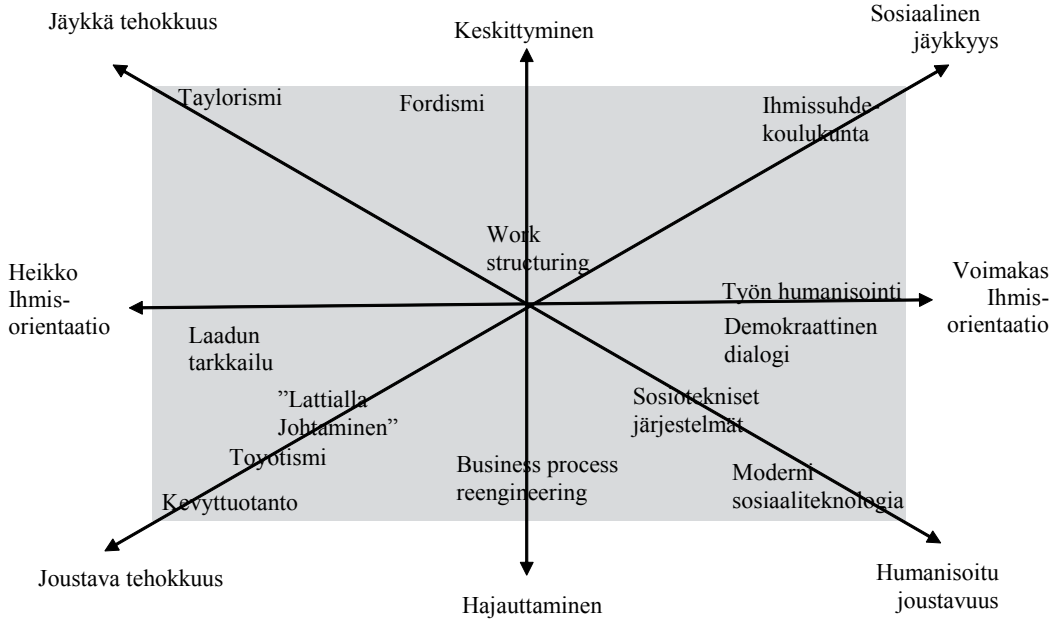 Jäykkä tehokkuus
Keskittyminen
Sosiaalinen
jäykkyys
Taylorismi
Fordismi
Ihmissuhde-
koulukunta
Work
structuring
Heikko
Ihmis-
orientaatio
Voimakas
Ihmis-
orientaatio
Työn humanisointi
Laadun
tarkkailu
Demokraattinen
dialogi
”Lattialla
Johtaminen”
Sosiotekniset
järjestelmät
Toyotismi
Business process
reengineering
Moderni
sosiaaliteknologia
Kevyttuotanto
Joustava tehokkuus
Hajauttaminen
Humanisoitu
joustavuus